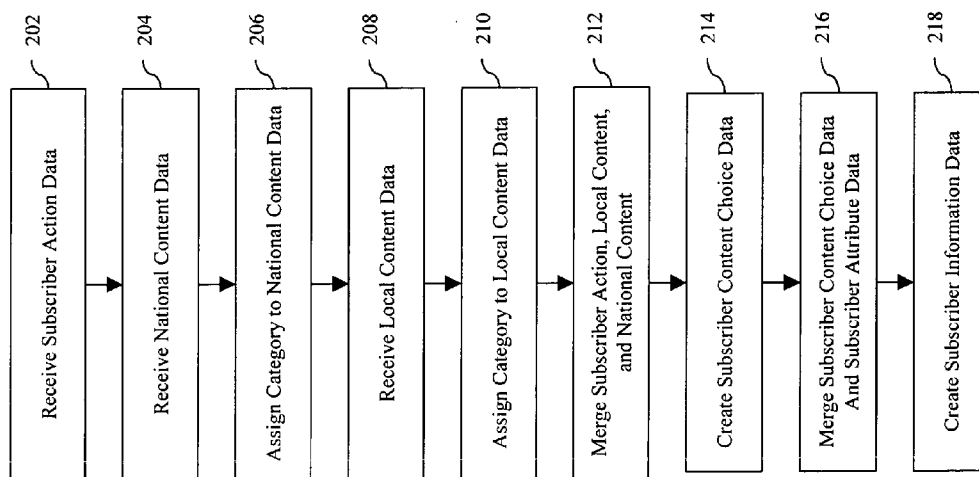 202
Receive Subscriber Action Data
204
Receive National Content Data
206
Assign Category to National Content Data
208
Receive Local Content Data
210
Assign Category to Local Content Data
212
Merge Subscriber Action, Local Content,
and National Content
214
Create Subscriber Content Choice Data
216
Merge Subscriber Content Choice Data
And Subscriber Attribute Data
218
Create Subscriber Information Data